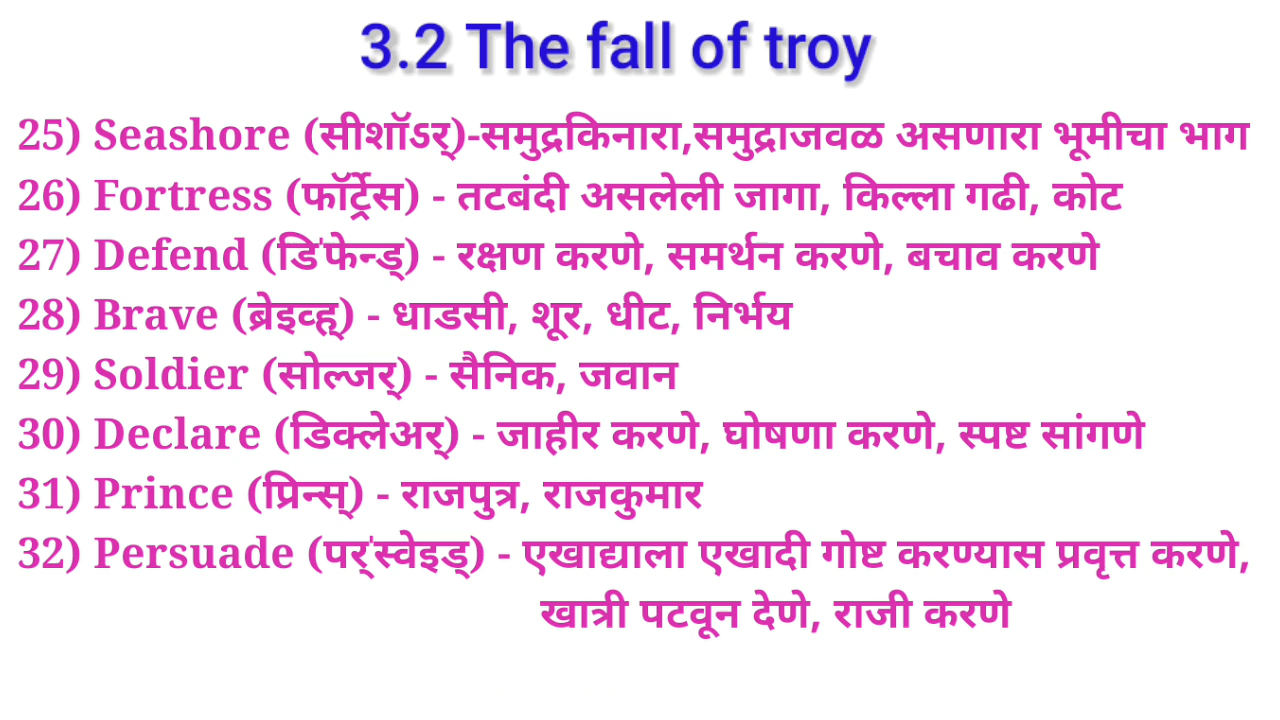 3.2 The fall of troy
25) Seashore (सीशॉऽर्)-समुद्रकिनारा,समुद्राजवळ असणारा भूमीचा भाग
26) Fortress (फॉर्ट्रेस) - तटबंदी असलेली जागा, किल्ला गढी, कोट
27) Defend (डि'फेन्ड्) - रक्षण करणे, समर्थन करणे, बचाव करणे
28) Brave (ब्रेइव्ह्) - धाडसी, शूर, धीट, निर्भय
29) Soldier (सोल्जर्) - सैनिक, जवान
30) Declare (डिक्लेअर्) - जाहीर करणे, घोषणा करणे, स्पष्ट सांगणे
31) Prince (प्रिन्स्) - राजपुत्र, राजकुमार
32) Persuade (पर्'स्वेइड्) - एखाद्याला एखादी गोष्ट करण्यास प्रवृत्त करणे,
खात्री पटवून देणे, राजी करणे